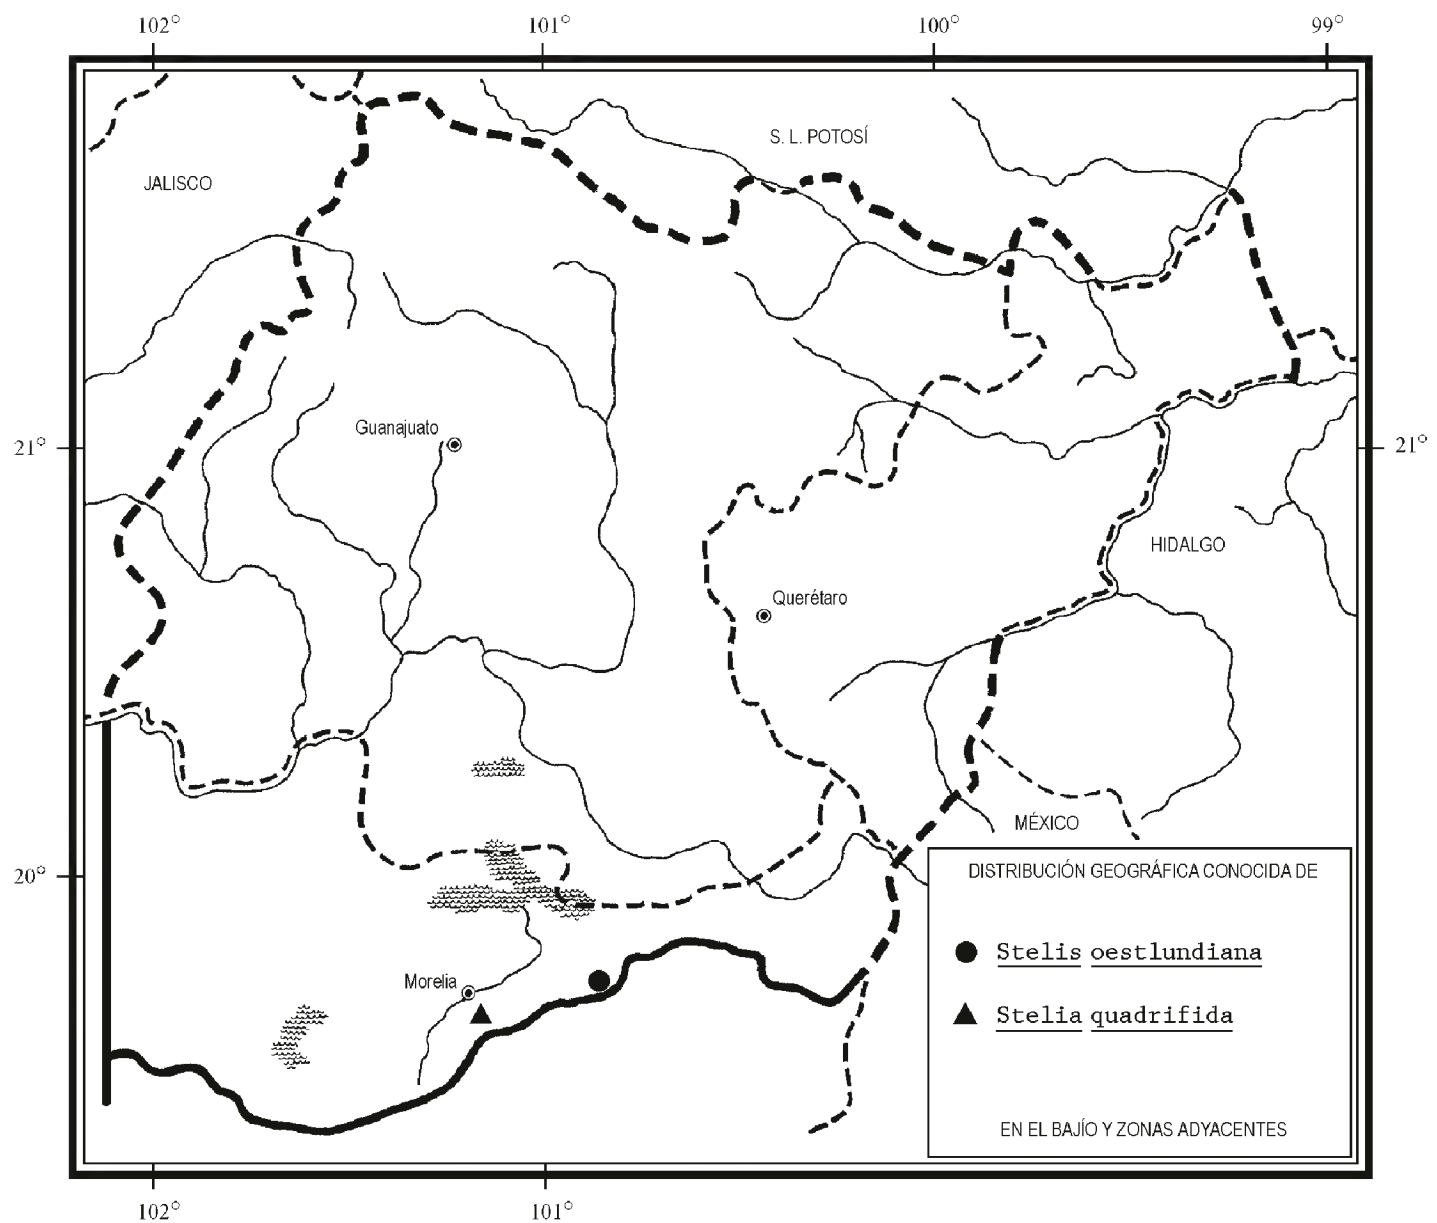 102° 101° 100° 99°
S. L. POTOSÍ
JALISCO
Guanajuato
21° 21°
HIDALGO
Querétaro
MÉXICO
20°
DISTRIBUCIÓN GEOGRÁFICA CONOCIDA DE
Stelis oestlundiana
Morelia
Stelia quadrifida
EN EL BAJÍO Y ZONAS ADYACENTES
102° 101°